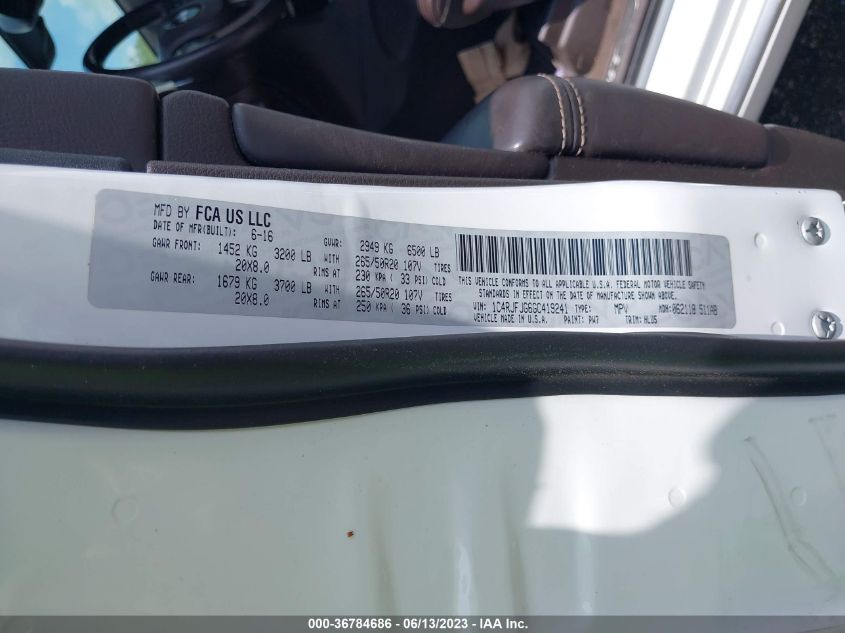 MFD BY FCA US LLC
DATE OF MFR(BUILT): 6-16 GVWR: 2949 KG 6500 LB
GAWR FRONT: 1452 KG 3200 LB WITH 265/50R20 107V TIRES
20X8.0 RIMS AT 230 KPA ( 33 PSI) COLD
GAWR REAR: 1679 KG 3700 LB WITH 265/50R20 107V TIRES
20X8.0 RIMS AT 250 KPA ( 36 PSI) COLD
THIS VEHICLE CONFORMS TO ALL APPLICABLE U.S.A. FEDERAL MOTOR VEHICLE SAFETY
STANDARDS IN EFFECT ON THE DATE OF MANUFACTURE SHOWN ABOVE.
VIN: 1C4RJFJG6GC419241 TYPE: MPV MDH: 062118 511AB
VEHICLE MADE IN U.S.A. PAINT: PW7 TRIM: HLU5
000-36784686 - 06/13/2023 - IAA Inc.